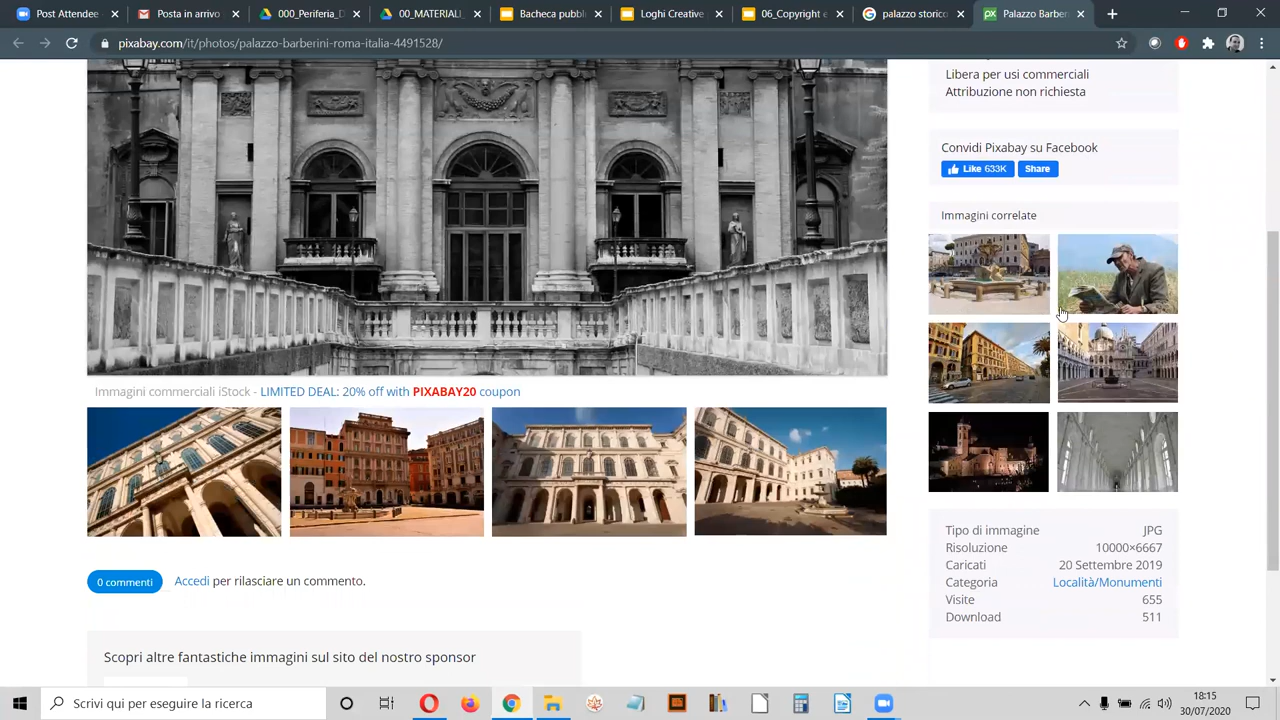 Post Attendee
Posta in arrivo
000_Periferia_D
00_MATERIALI_
Bacheca pubbl
Loghi Creative
06_Copyright e
palazzo storico
Palazzo Barber
pixabay.com/it/photos/palazzo-barberini-roma-italia-4491528/
Libera per usi commerciali
Attribuzione non richiesta
Convidi Pixabay su Facebook
Like 633K Share
Immagini correlate
Immagini commerciali iStock - LIMITED DEAL: 20% off with PIXABAY20 coupon
Tipo di immagine JPG
Risoluzione 10000×6667
Caricati 20 Settembre 2019
Categoria Località/Monumenti
Visite 655
Download 511
0 commenti Accedi per rilasciare un commento.
Scopri altre fantastiche immagini sul sito del nostro sponsor
Scrivi qui per eseguire la ricerca
18:15
30/07/2020